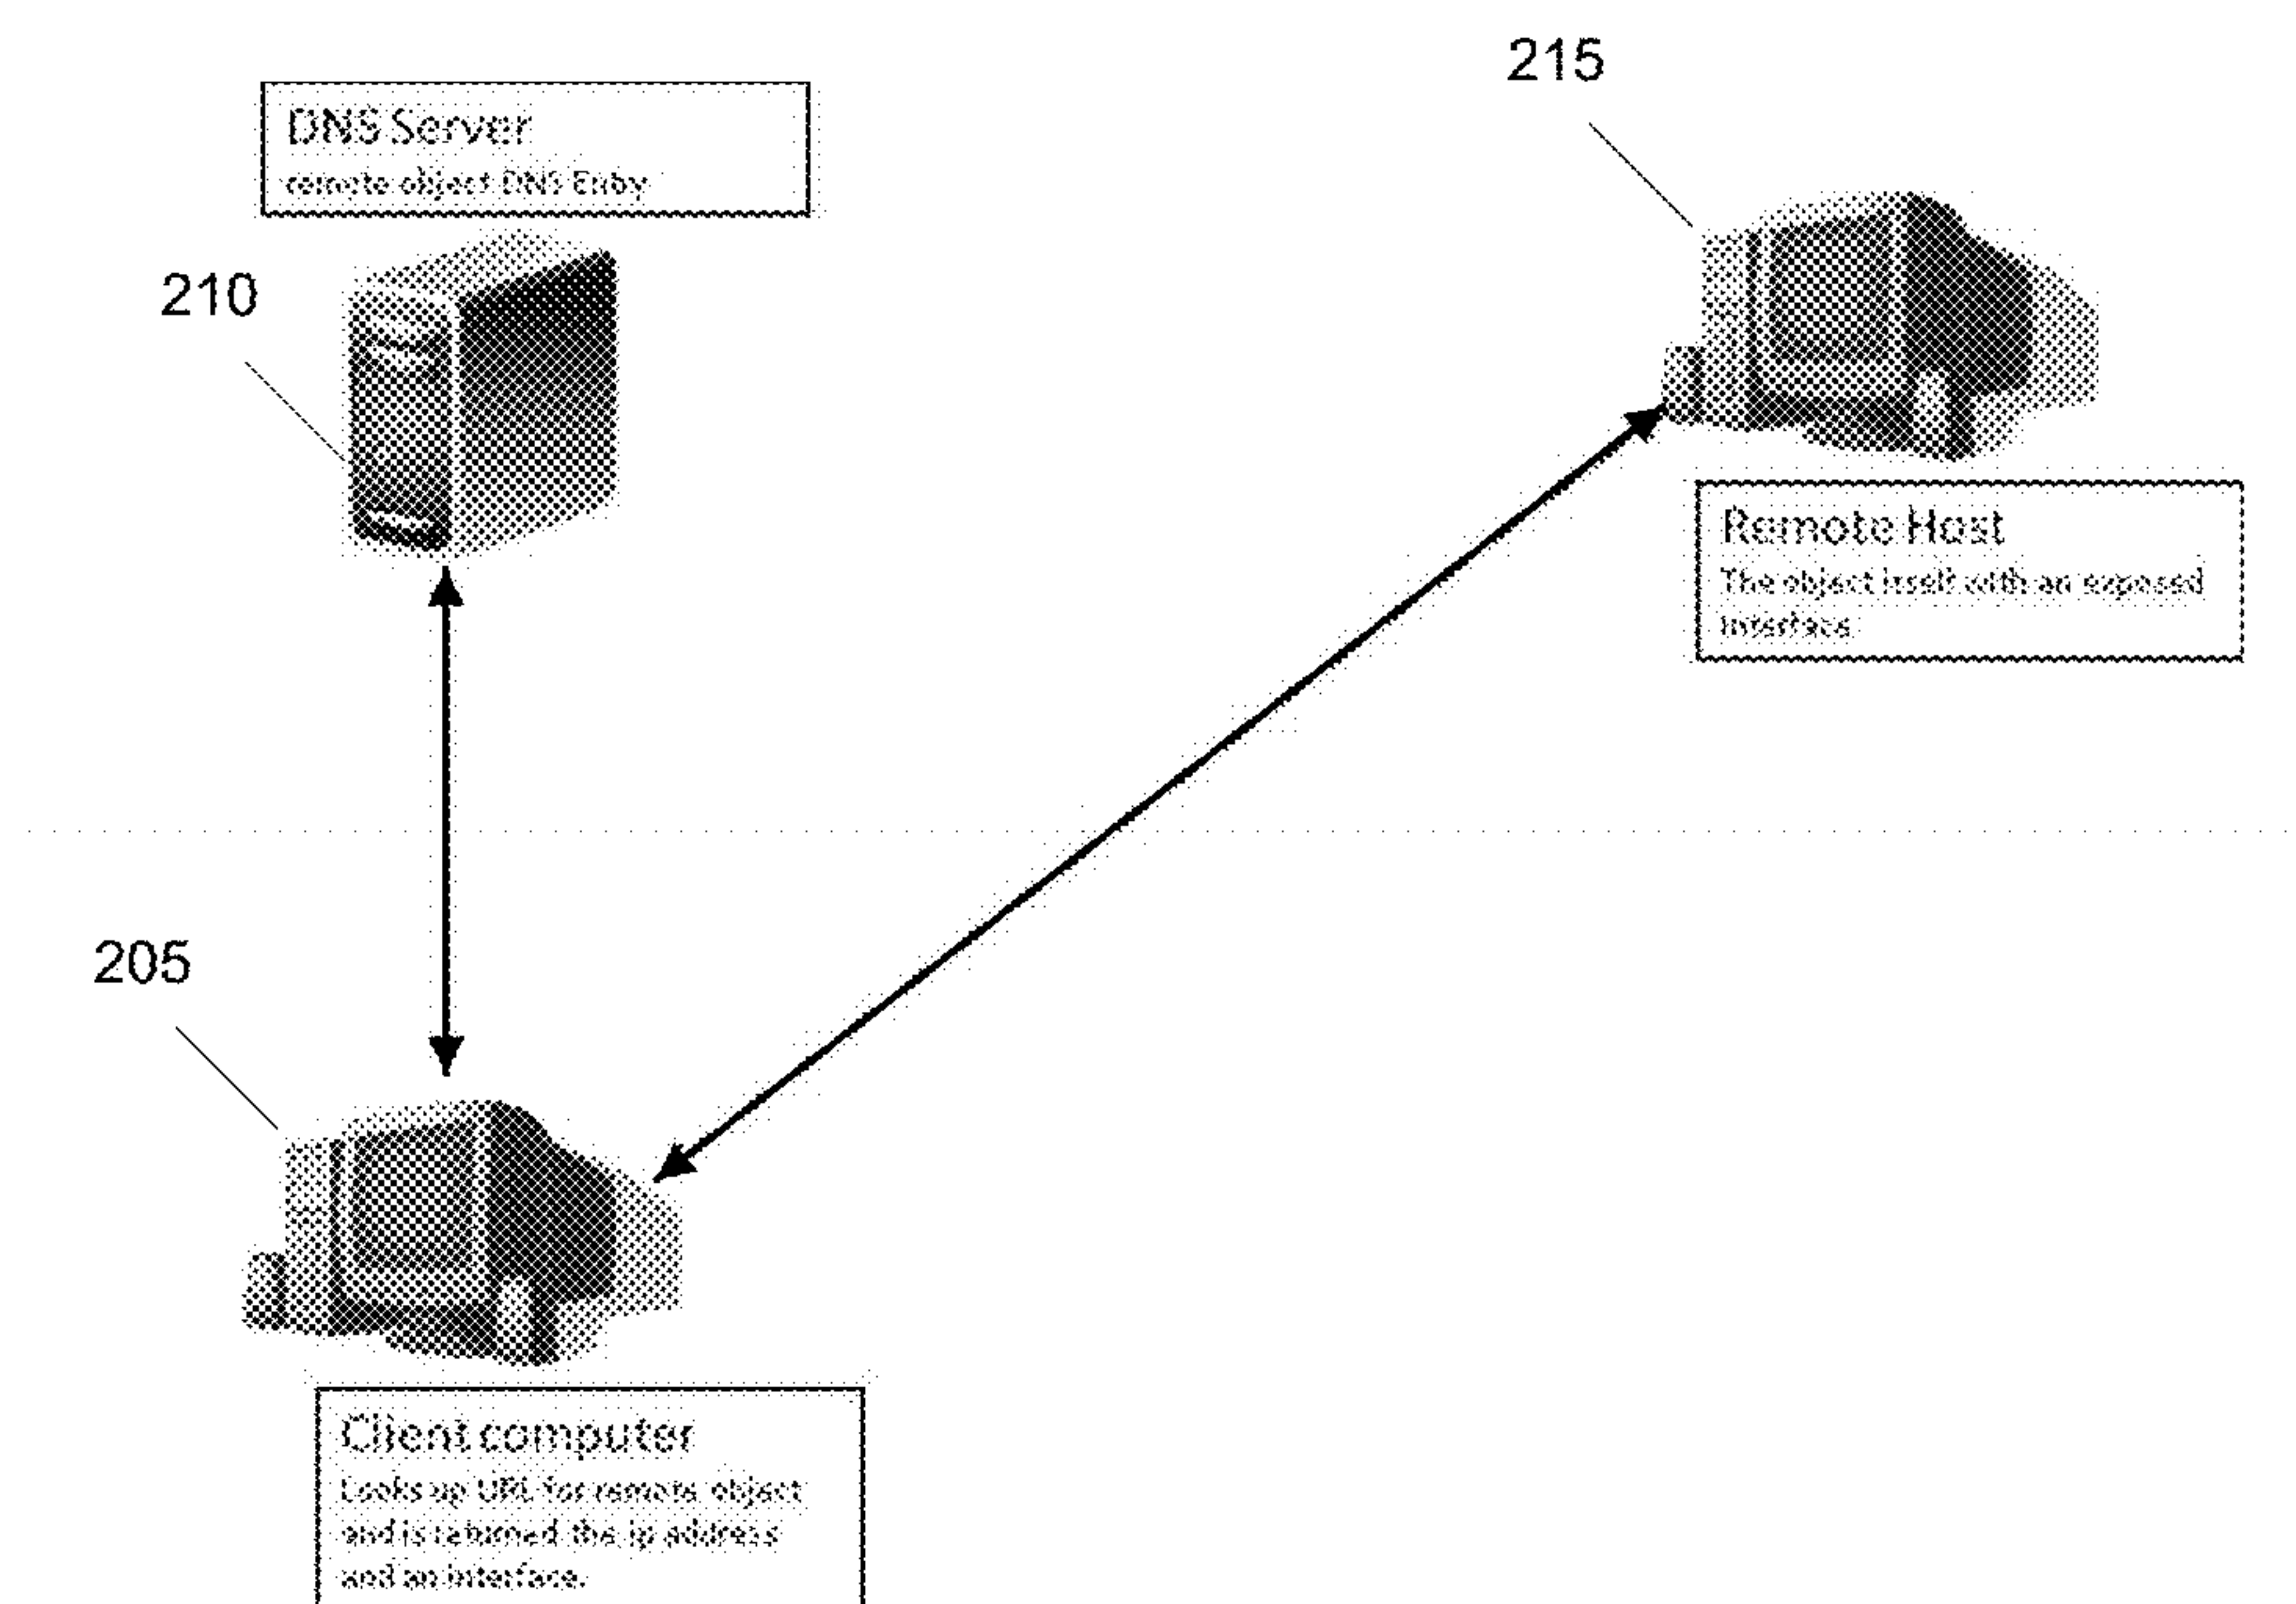 215
DNS Server
remote object DNS Entry
210
Remote Host
The object itself with an exposed
interface
205
Client computer
Looks up URL for remote object
and is returned the ip address
and an interface.